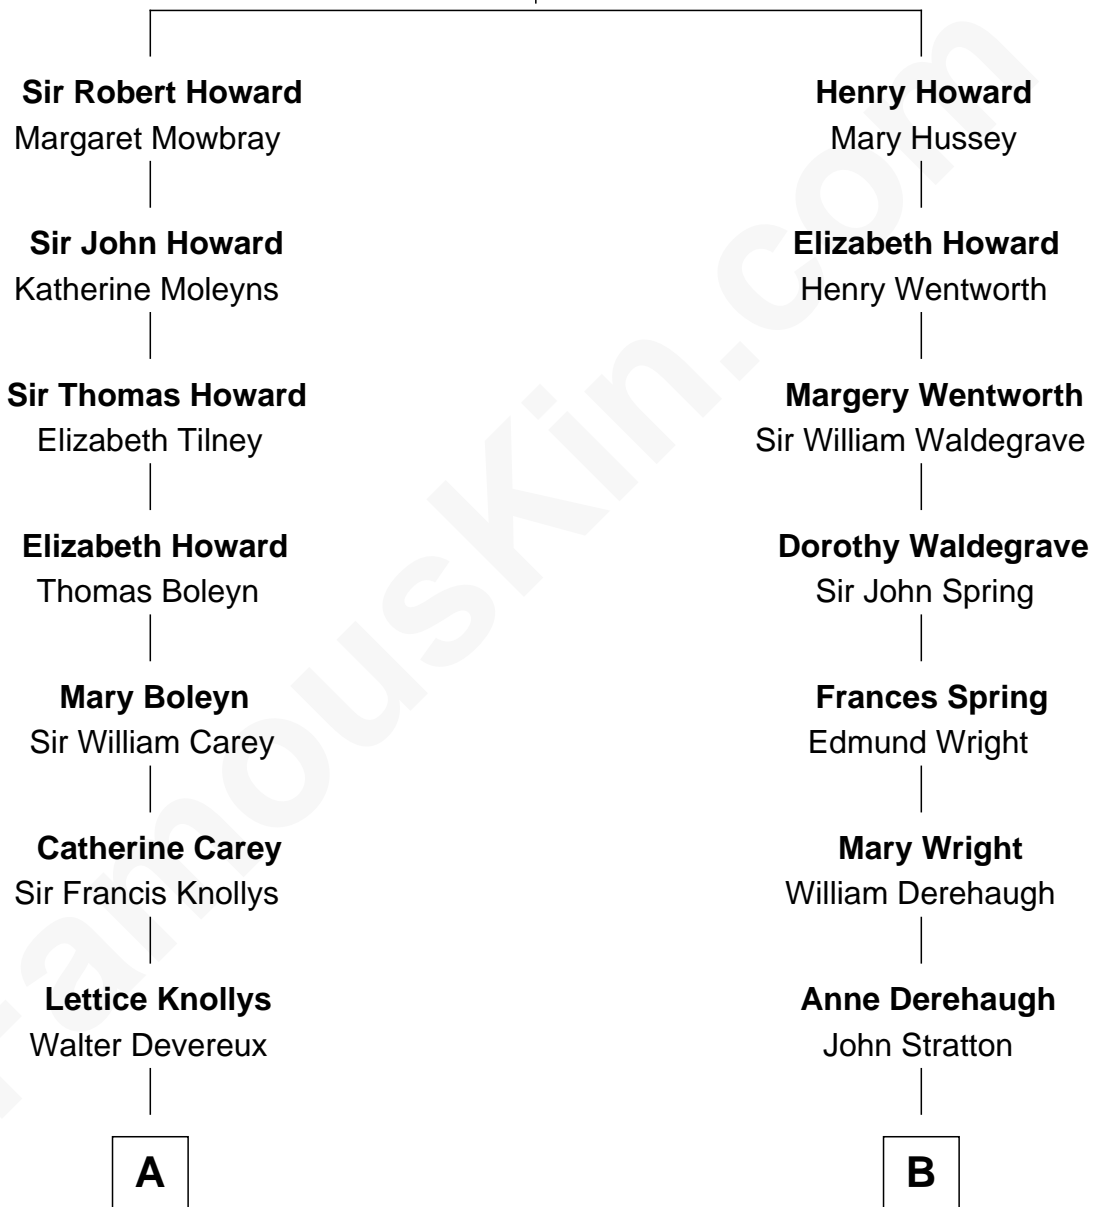 Sir Robert Howard
Margaret Mowbray
Sir John Howard
Katherine Moleyns
Sir Thomas Howard
Elizabeth Tilney
Elizabeth Howard
Thomas Boleyn
Mary Boleyn
Sir William Carey
Catherine Carey
Sir Francis Knollys
Lettice Knollys
Walter Devereux
A
Henry Howard
Mary Hussey
Elizabeth Howard
Henry Wentworth
Margery Wentworth
Sir William Waldegrave
Dorothy Waldegrave
Sir John Spring
Frances Spring
Edmund Wright
Mary Wright
William Derehaugh
Anne Derehaugh
John Stratton
B
FamousKin.com